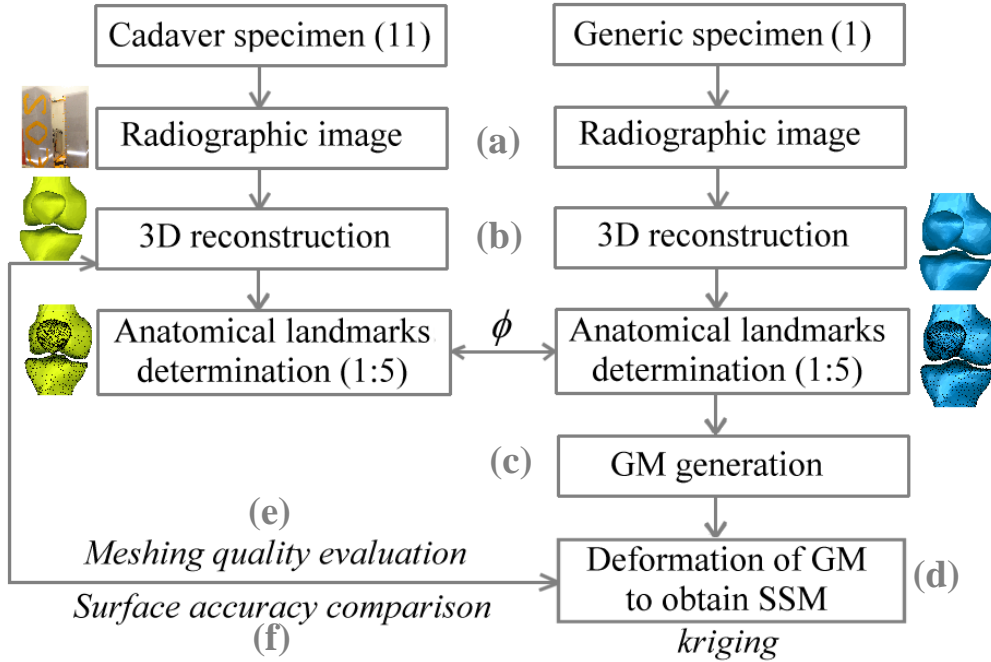 Cadaver specimen (11)
Generic specimen (1)
Radiographic image
(a)
Radiographic image
3D reconstruction
(b)
3D reconstruction
Anatomical landmarks
determination (1:5)
ϕ
Anatomical landmarks
determination (1:5)
(c)
GM generation
(e)
Meshing quality evaluation
Deformation of GM
to obtain SSM
(d)
Surface accuracy comparison
(f)
kriging